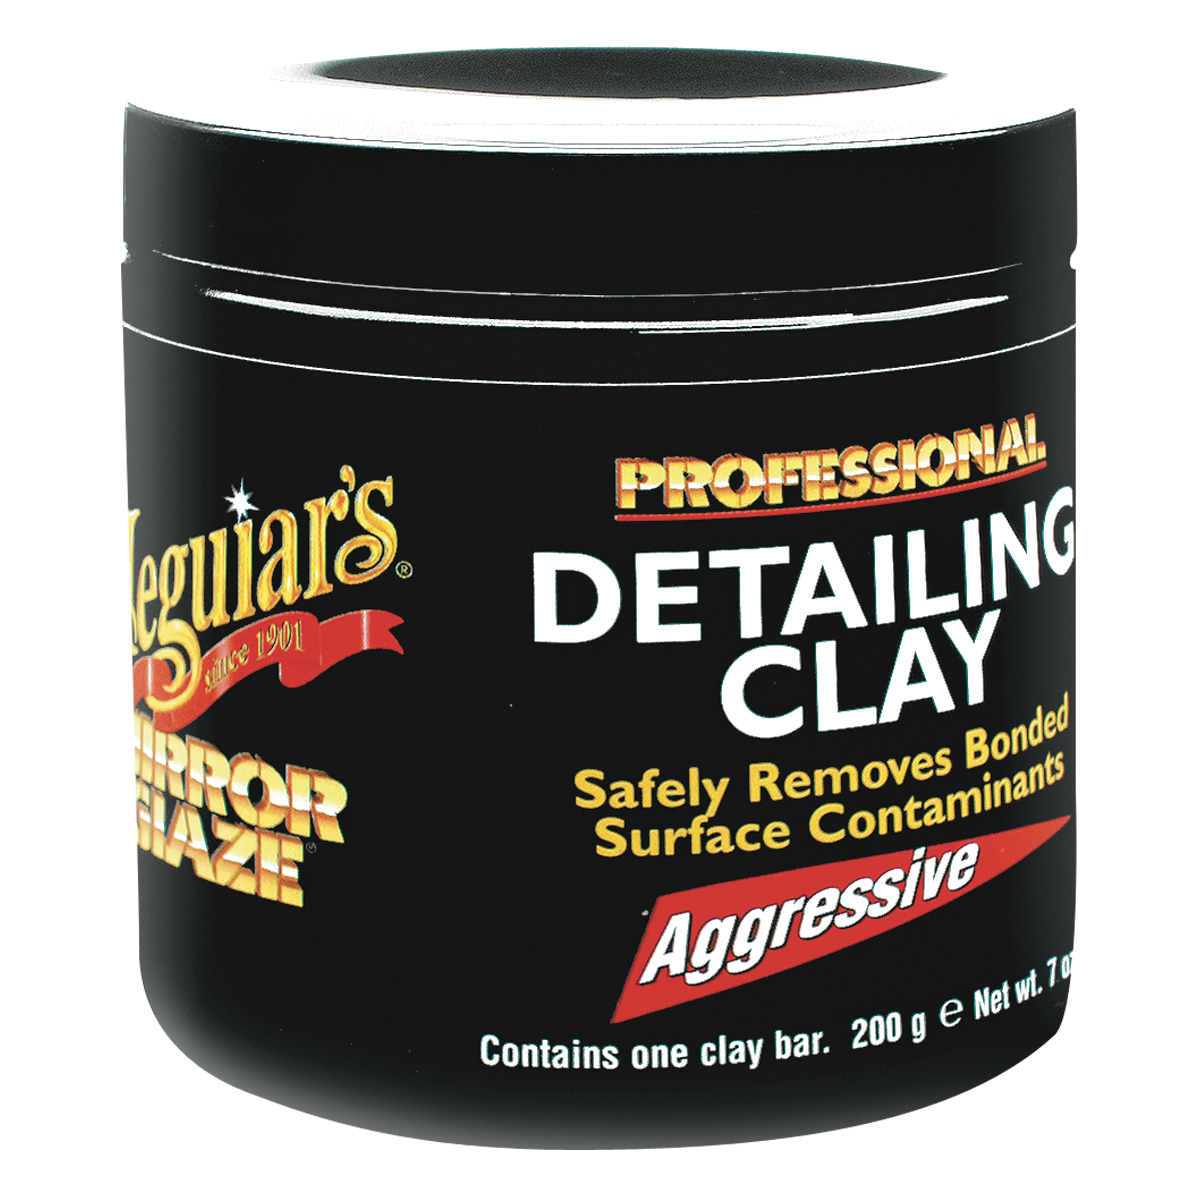 Meguiar's®
since 1901
MIRROR
GLAZE®
PROFESSIONAL
DETAILING
CLAY
Safely Removes Bonded
Surface Contaminants
Aggressive
Contains one clay bar. 200 g e Net wt. 7 oz